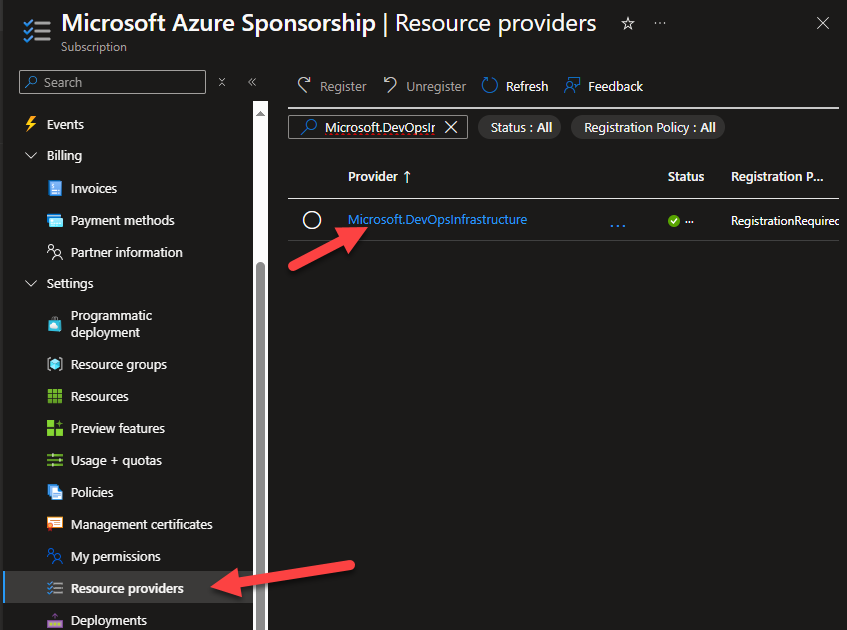 Microsoft Azure Sponsorship | Resource providers
Subscription
Search
Events
Billing
Invoices
Payment methods
Partner information
Settings
Programmatic
deployment
Resource groups
Resources
Preview features
Usage + quotas
Policies
Management certificates
My permissions
Resource providers
Deployments
Register Unregister Refresh Feedback
Microsoft.DevOpsIr Status : All Registration Policy : All
Provider ↑ Status Registration P...
Microsoft.DevOpsInfrastructure ... ... RegistrationRequired